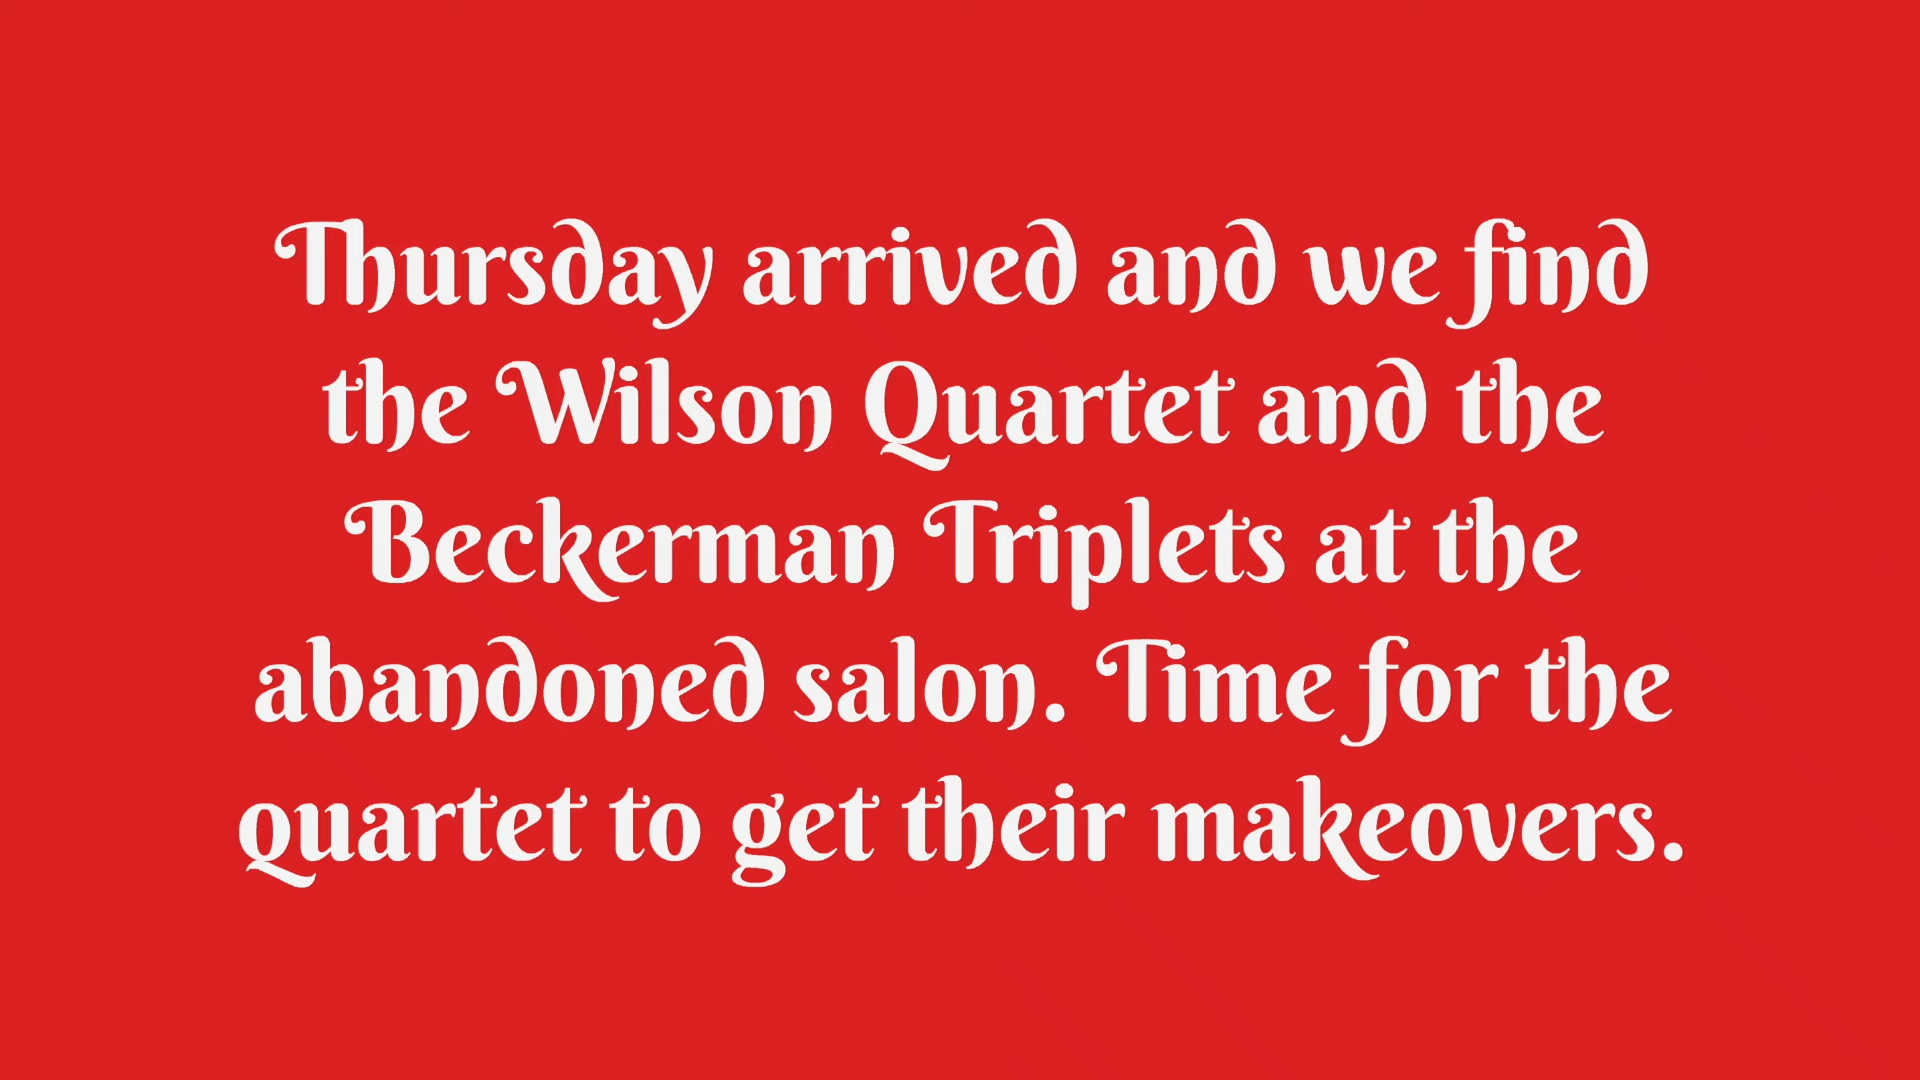 Thursday arrived and we find
the Wilson Quartet and the
Beckerman Triplets at the
abandoned salon. Time for the
quartet to get their makeovers.